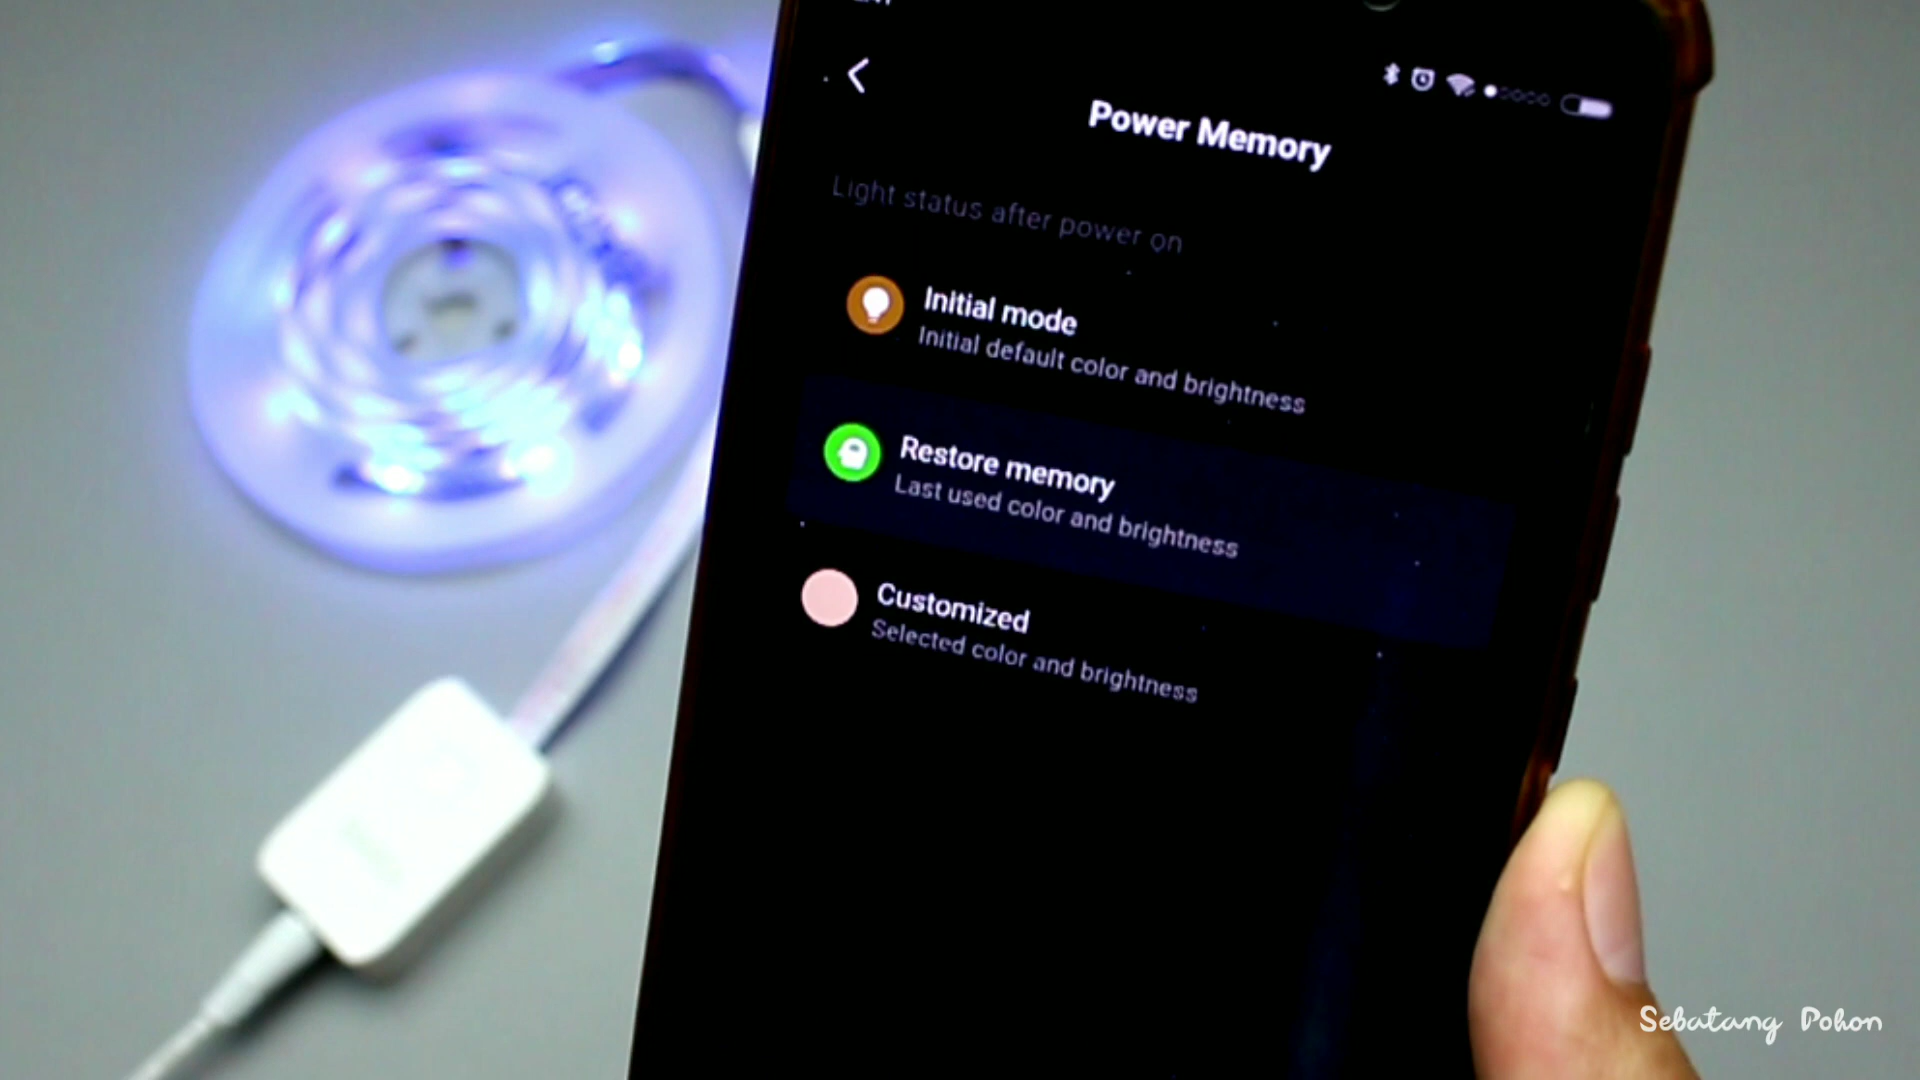 Power Memory
Light status after power on
Initial mode
Initial default color and brightness
Restore memory
Last used color and brightness
Customized
Selected color and brightness
Sebatang Pohon